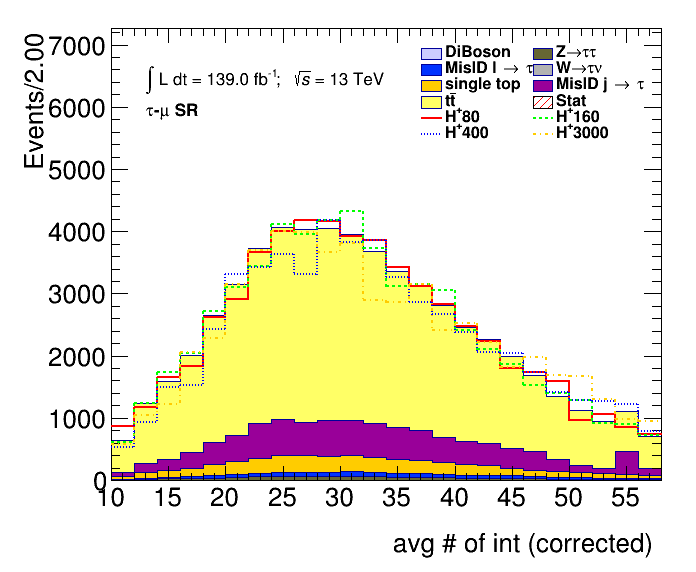 Events/2.00
7000
6000
5000
4000
3000
2000
1000
0
∫ L dt = 139.0 fb⁻¹; √s = 13 TeV
τ-μ SR
DiBoson
Z→ττ
MisID l → τ
W→τν
single top
MisID j → τ
tt̄
Stat
H⁺80
H⁺160
H⁺400
H⁺3000
10 15 20 25 30 35 40 45 50 55
avg # of int (corrected)